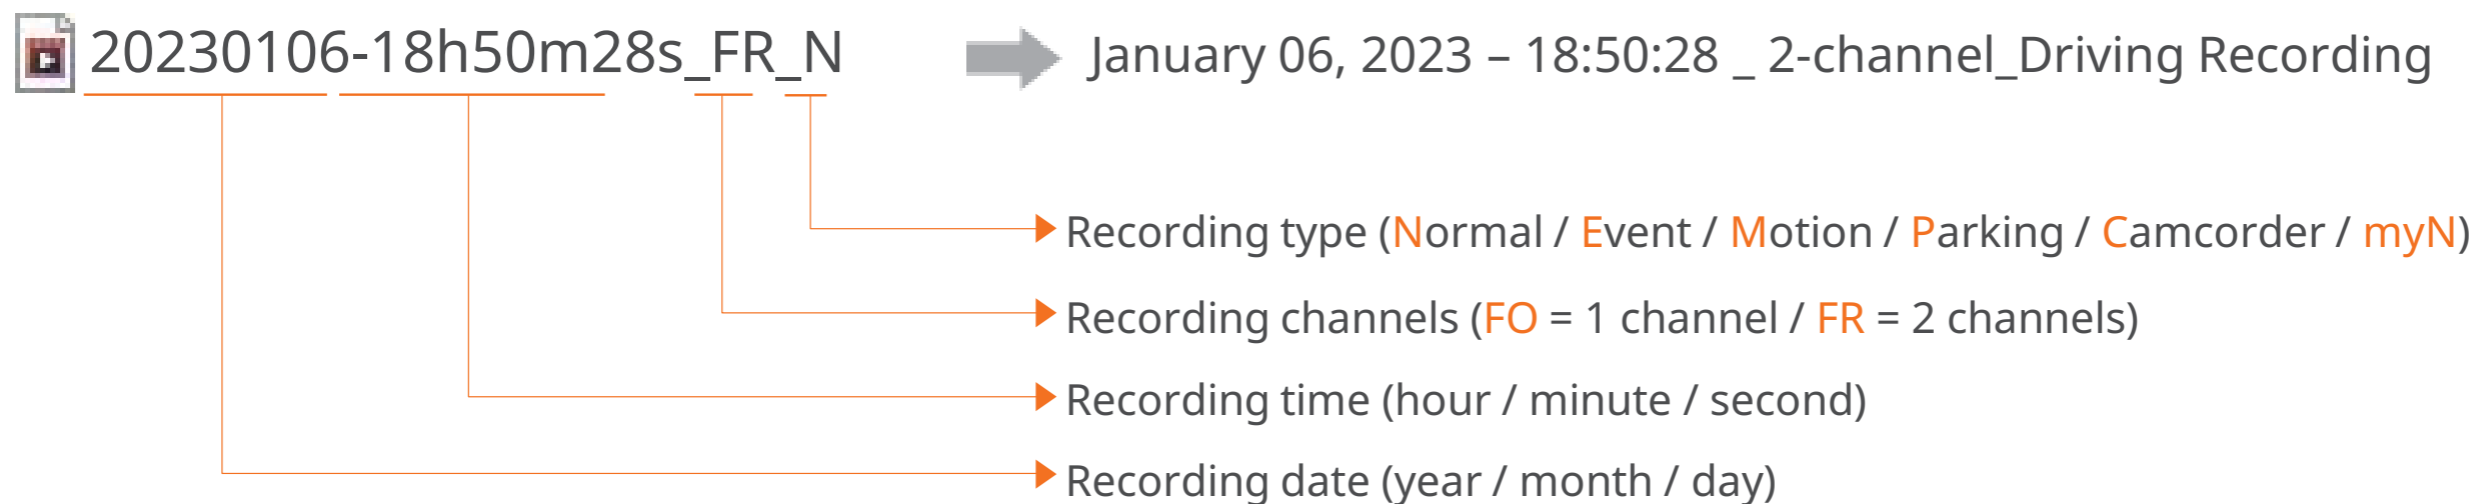 20230106-18h50m28s_FR_N
January 06, 2023 – 18:50:28 _ 2-channel_Driving Recording
Recording type (Normal / Event / Motion / Parking / Camcorder / myN)
Recording channels (FO = 1 channel / FR = 2 channels)
Recording time (hour / minute / second)
Recording date (year / month / day)